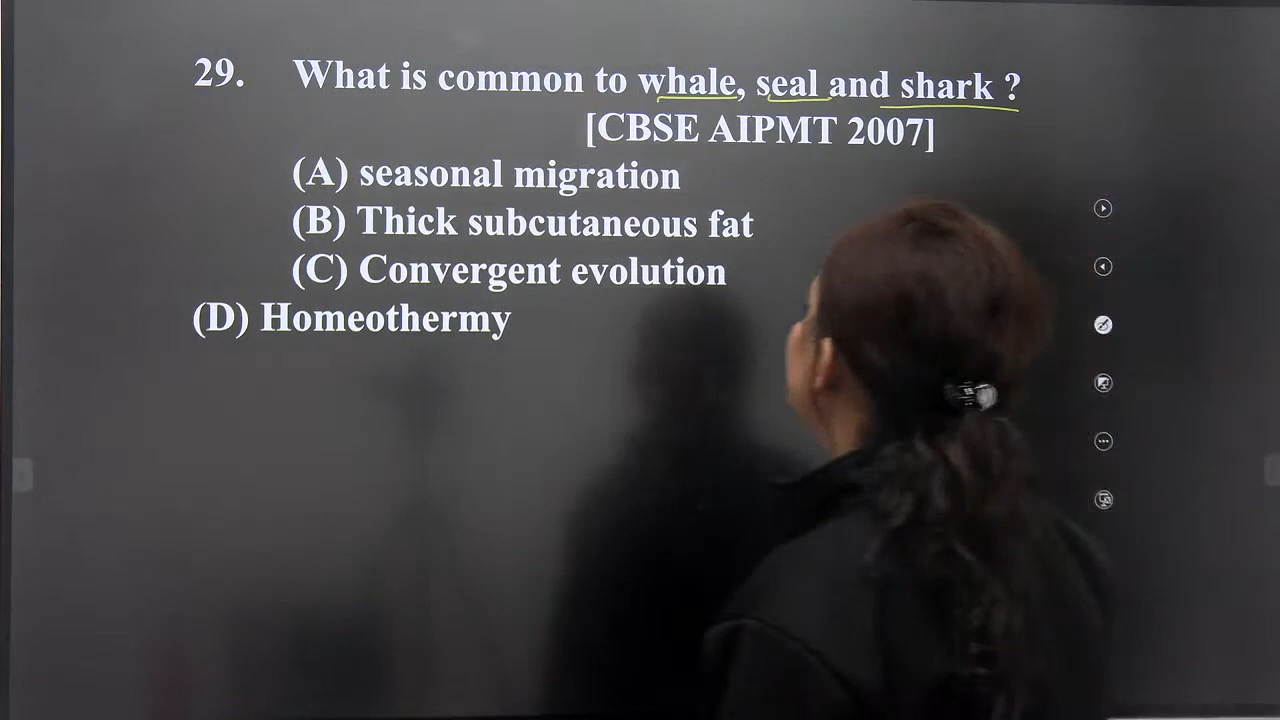 29. What is common to whale, seal and shark ?
[CBSE AIPMT 2007]
(A) seasonal migration
(B) Thick subcutaneous fat
(C) Convergent evolution
(D) Homeothermy